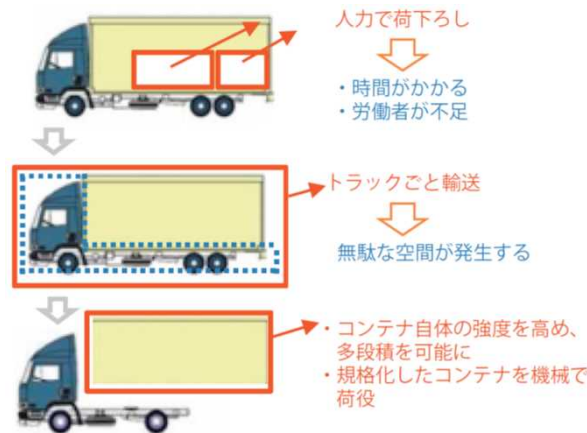 人力で荷下ろし
・時間がかかる
・労働者が不足
トラックごと輸送
無駄な空間が発生する
・コンテナ自体の強度を高め、
多段積を可能に
・規格化したコンテナを機械で
荷役